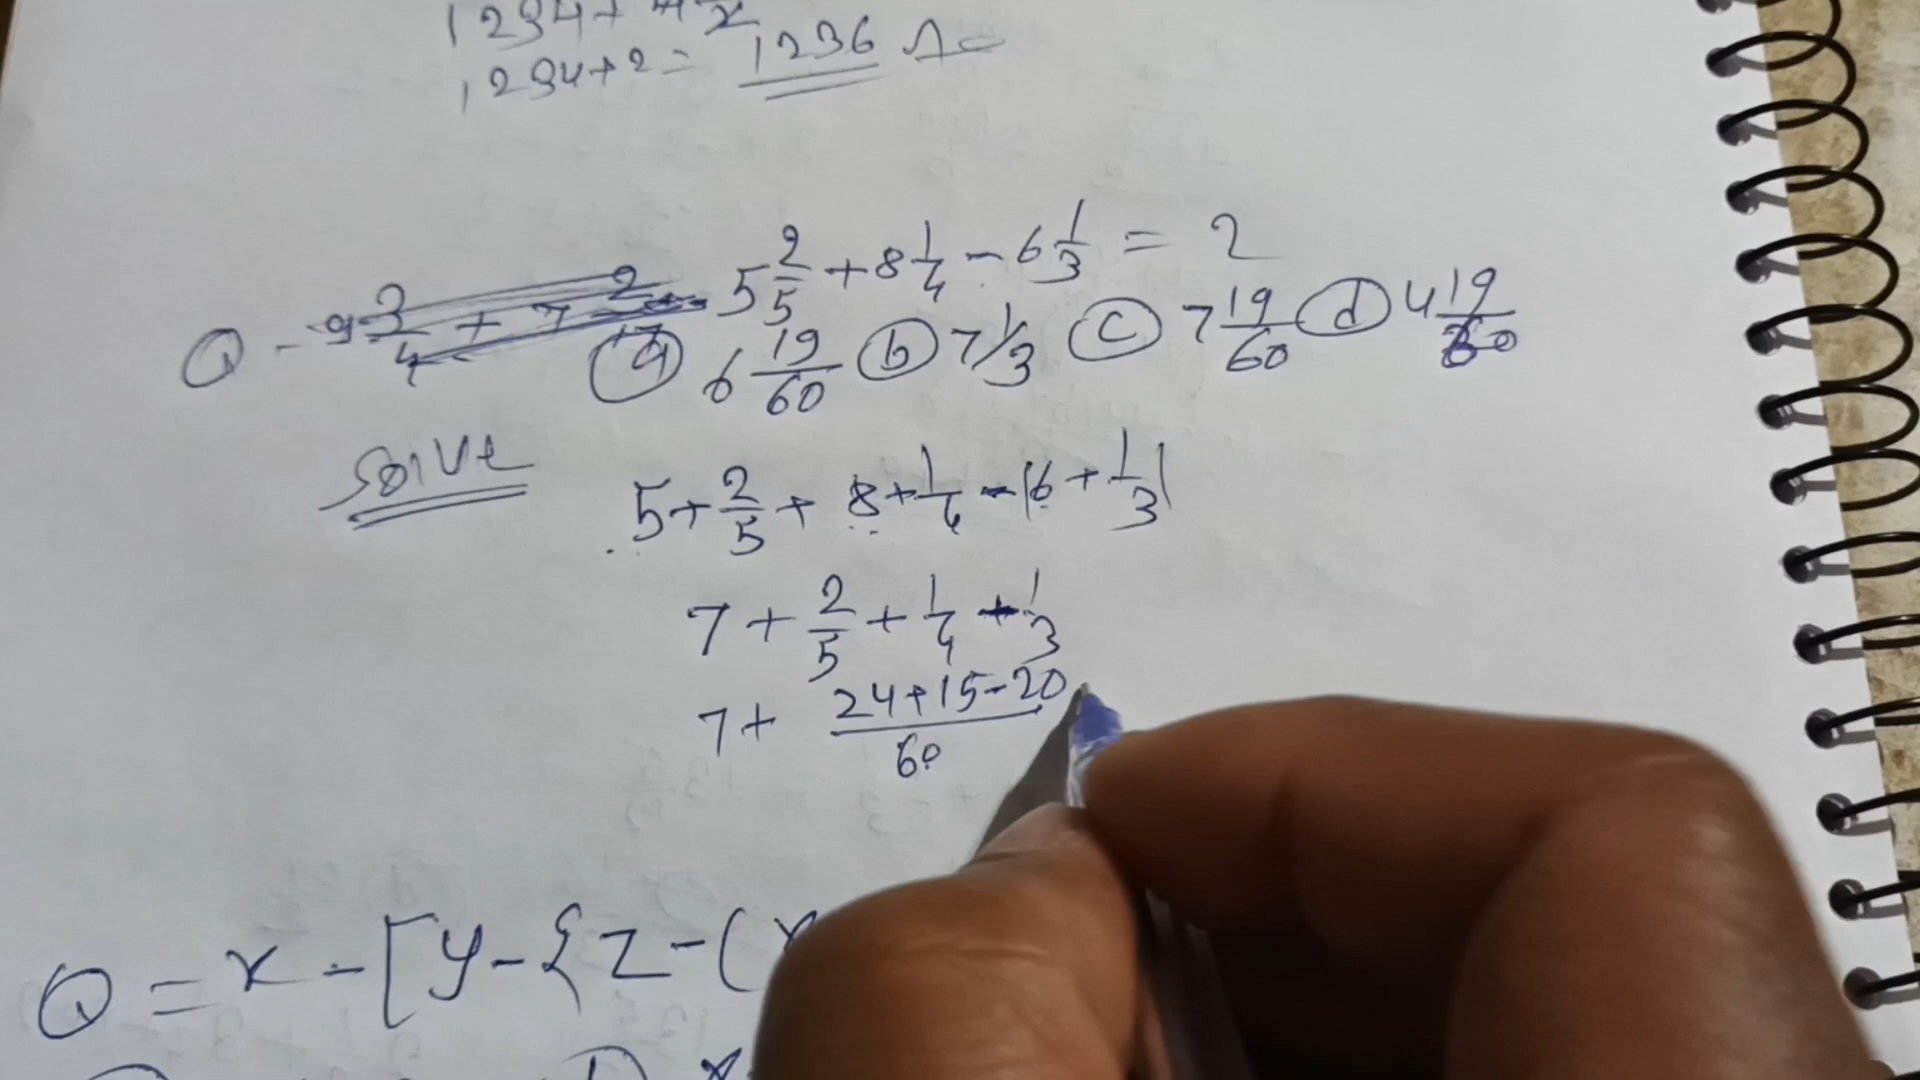 1234+
1234+2= 1236
Q - 5 2/5 + 8 1/4 - 6 1/3 = 2
(a) 6 19/60 (b) 7 1/3 (c) 7 19/60 (d) 4 19/60
Solve
5+2/5+ 8+1/4 -(6+1/3)
7+2/5+1/4-1/3
7+ (24+15-20)/60
Q = x-[y-{z-(x